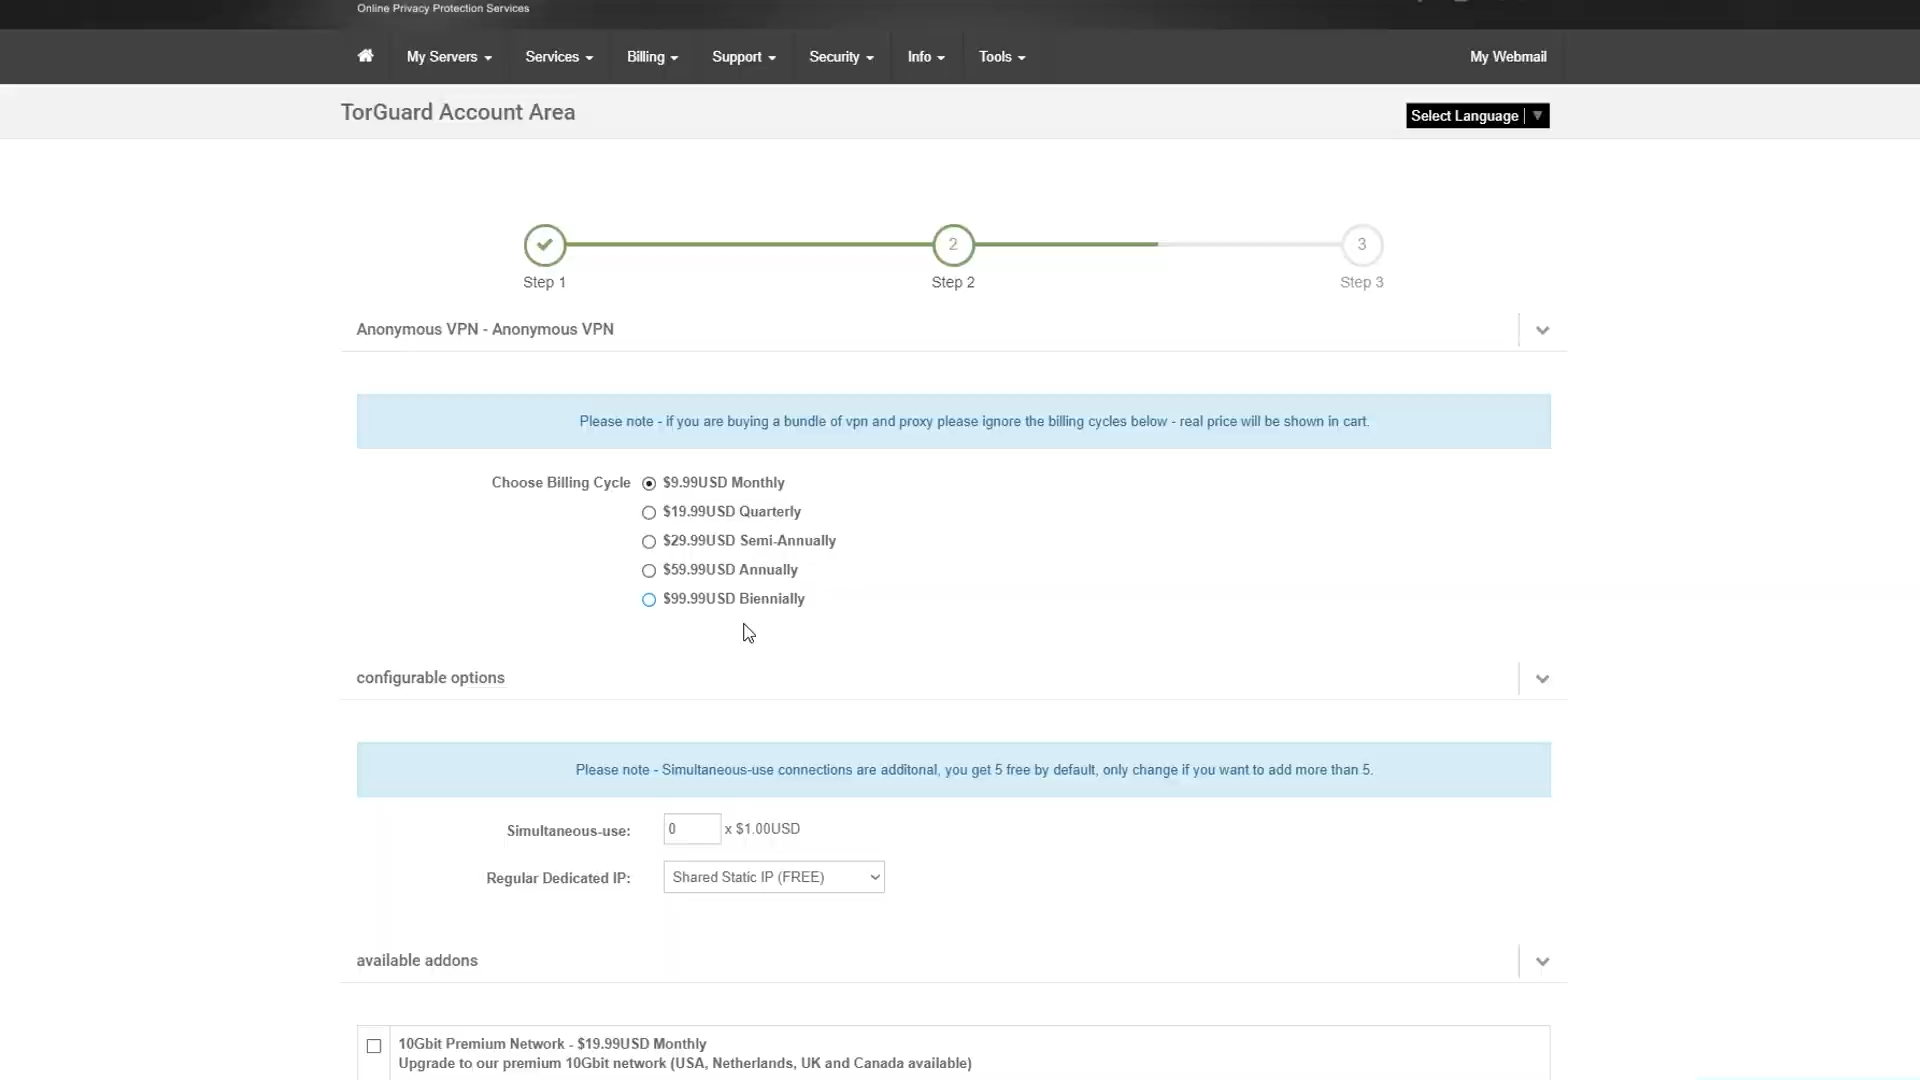 Online Privacy Protection Services
My Servers
Services
Billing
Support
Security
Info
Tools
My Webmail
TorGuard Account Area
Select Language
2
3
Step 1
Step 2
Step 3
Anonymous VPN - Anonymous VPN
Please note - if you are buying a bundle of vpn and proxy please ignore the billing cycles below - real price will be shown in cart.
Choose Billing Cycle
$9.99USD Monthly
$19.99USD Quarterly
$29.99USD Semi-Annually
$59.99USD Annually
$99.99USD Biennially
configurable options
Please note - Simultaneous-use connections are additonal, you get 5 free by default, only change if you want to add more than 5.
Simultaneous-use:
0
x $1.00USD
Regular Dedicated IP:
Shared Static IP (FREE)
available addons
10Gbit Premium Network - $19.99USD Monthly
Upgrade to our premium 10Gbit network (USA, Netherlands, UK and Canada available)